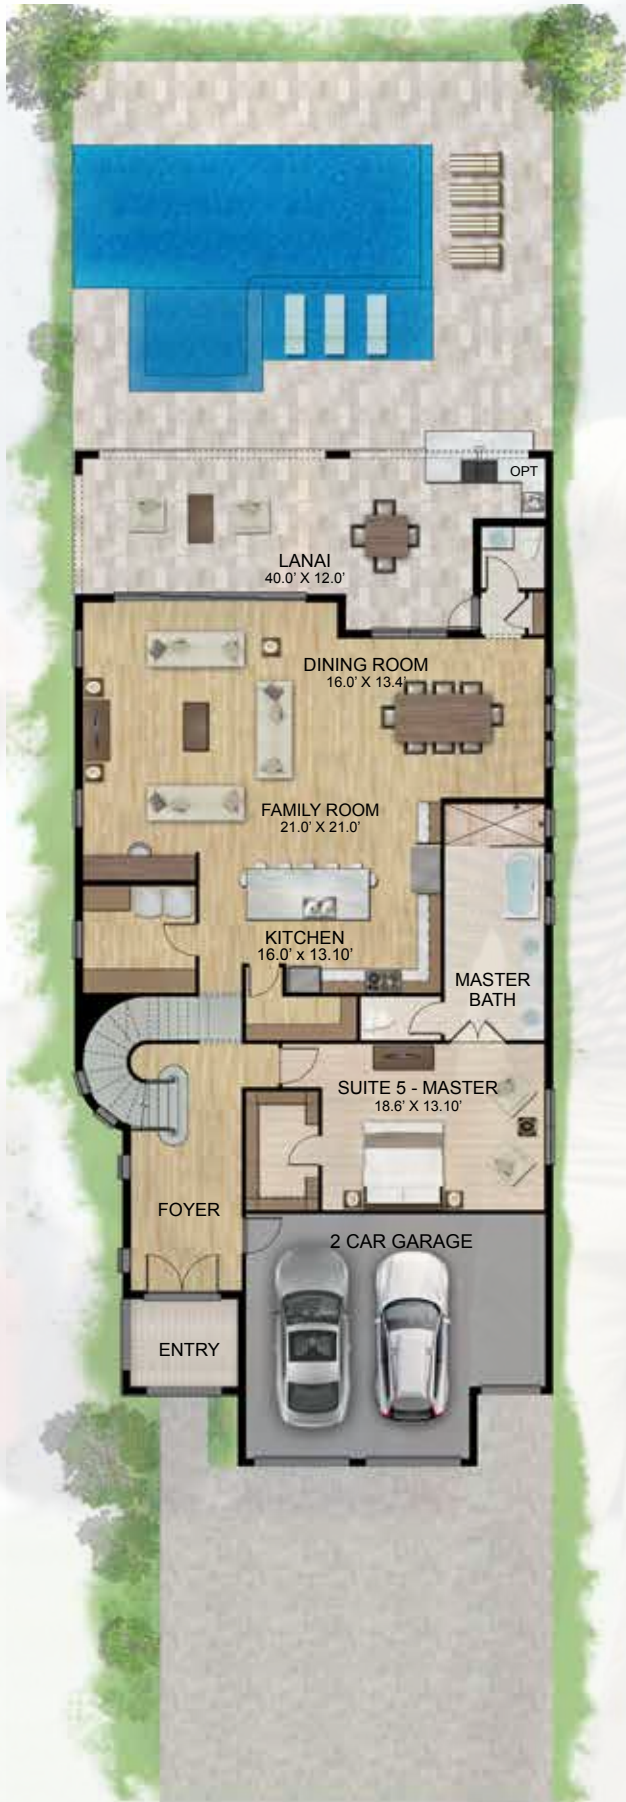 OPT
LANAI
40.0' X 12.0'
DINING ROOM
16.0' X 13.4'
FAMILY ROOM
21.0' X 21.0'
KITCHEN
16.0' x 13.10'
MASTER
BATH
SUITE 5 - MASTER
18.6' X 13.10'
FOYER
2 CAR GARAGE
ENTRY